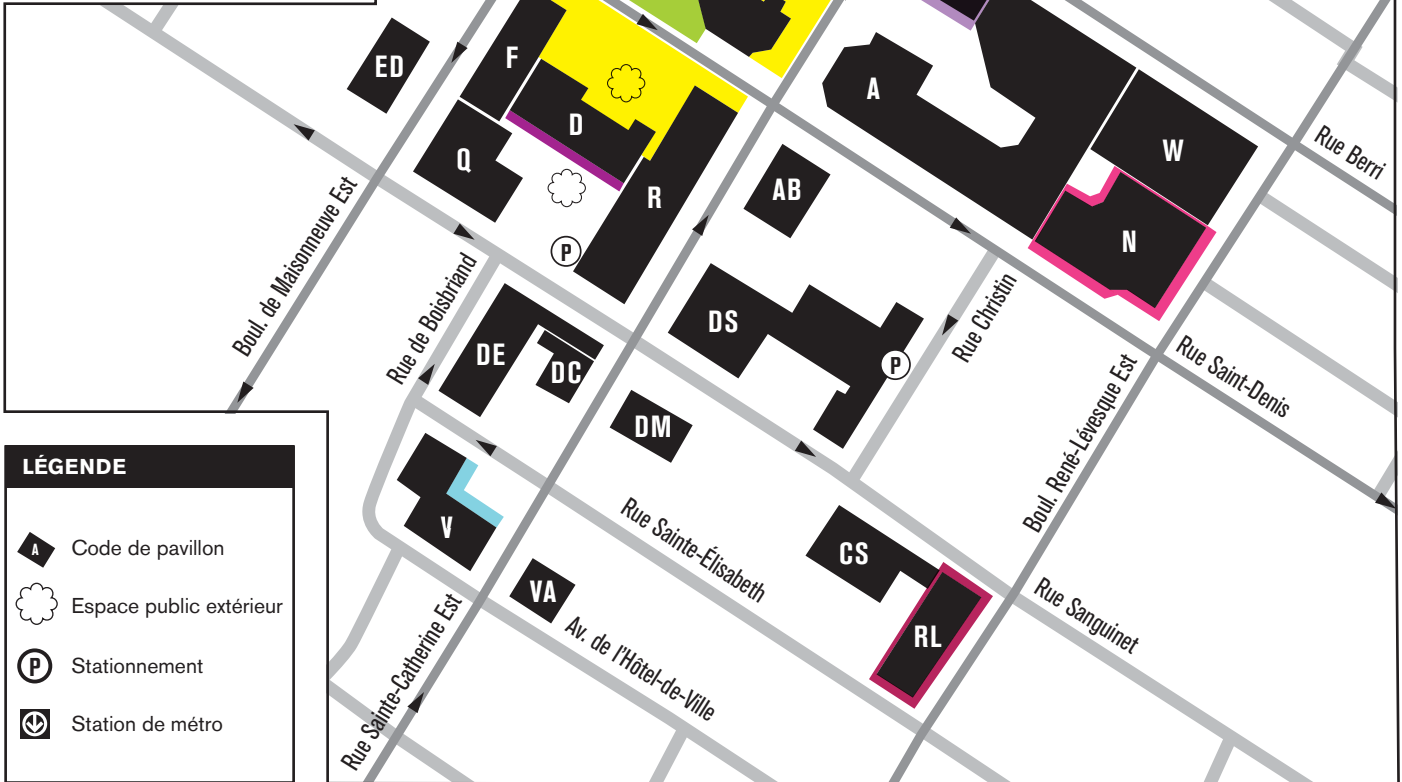 ED
F
D
Q
R
P
A
AB
W
N
Rue Berri
Boul. de Maisonneuve Est
Rue de Boisbriand
DE
DC
DS
P
Rue Christin
Rue Saint-Denis
DM
Boul. René-Lévesque Est
V
VA
Rue Sainte-Élisabeth
CS
RL
Rue Sanguinet
Av. de l'Hôtel-de-Ville
Rue Sainte-Catherine Est
LÉGENDE
A Code de pavillon
Espace public extérieur
P Stationnement
Station de métro